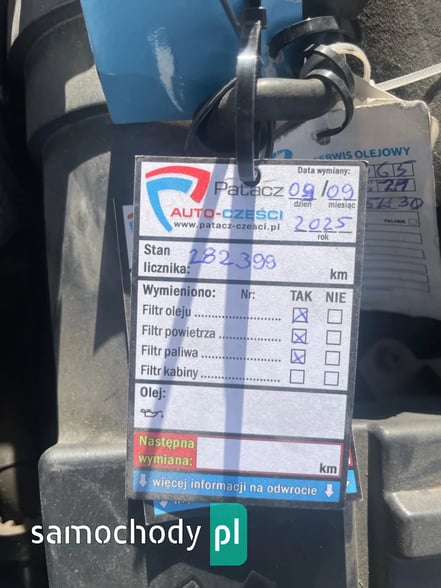 SERWIS OLEJOWY
Data wymiany:
Patacz 09/09
dzień miesiąc
AUTO-CZĘŚCI 2025
www.patacz-czesci.pl rok
Stan
licznika: 282399 km
Wymieniono: Nr: TAK NIE
Filtr oleju
Filtr powietrza
Filtr paliwa
Filtr kabiny
Olej:
Następna
wymiana: km
więcej informacji na odwrocie
PALIWA
samochody pl